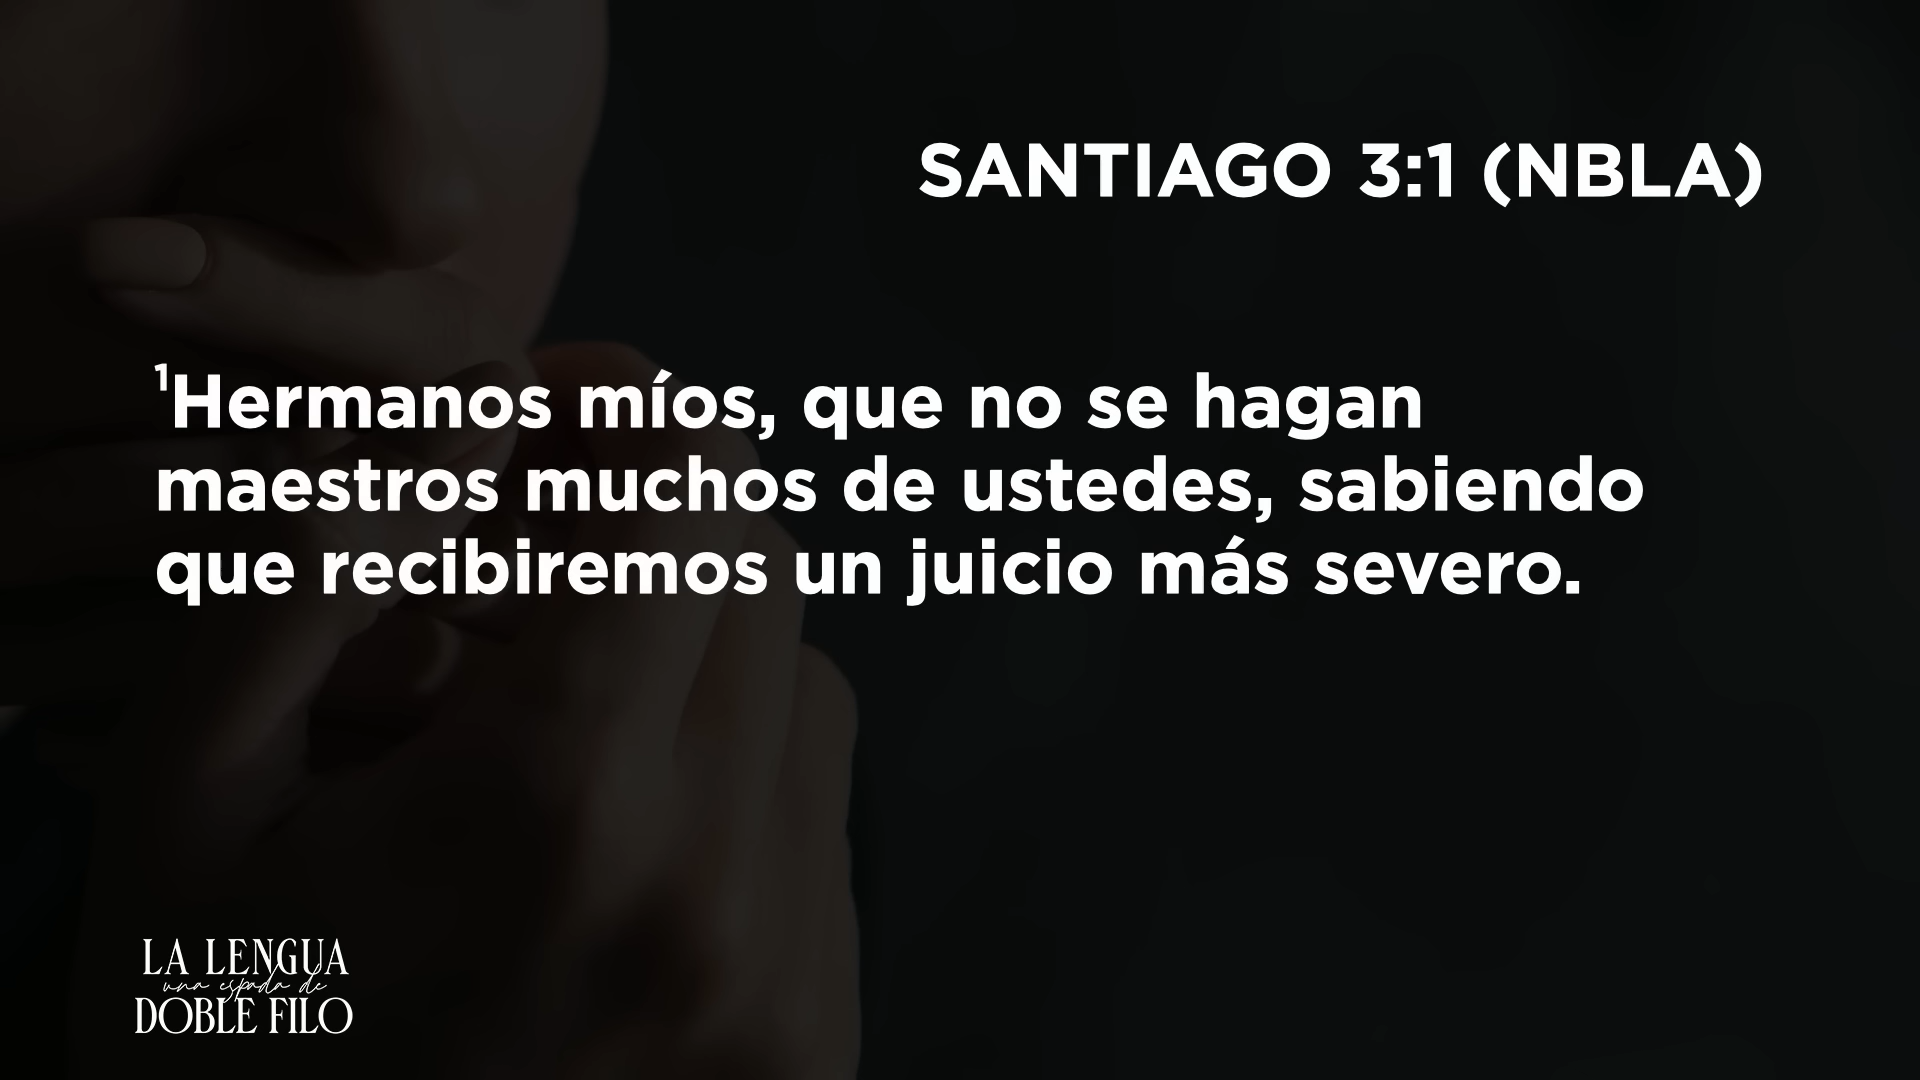 SANTIAGO 3:1 (NBLA)
¹Hermanos míos, que no se hagan
maestros muchos de ustedes, sabiendo
que recibiremos un juicio más severo.
LA LENGUA
una espada de
DOBLE FILO